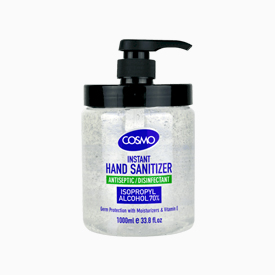 COSMO
INSTANT
HAND SANITIZER
ANTISEPTIC/DISINFECTANT
ISOPROPYL
ALCOHOL 70%
Germ Protection with Moisturizers & Vitamin E
1000ml e 33.8 fl.oz